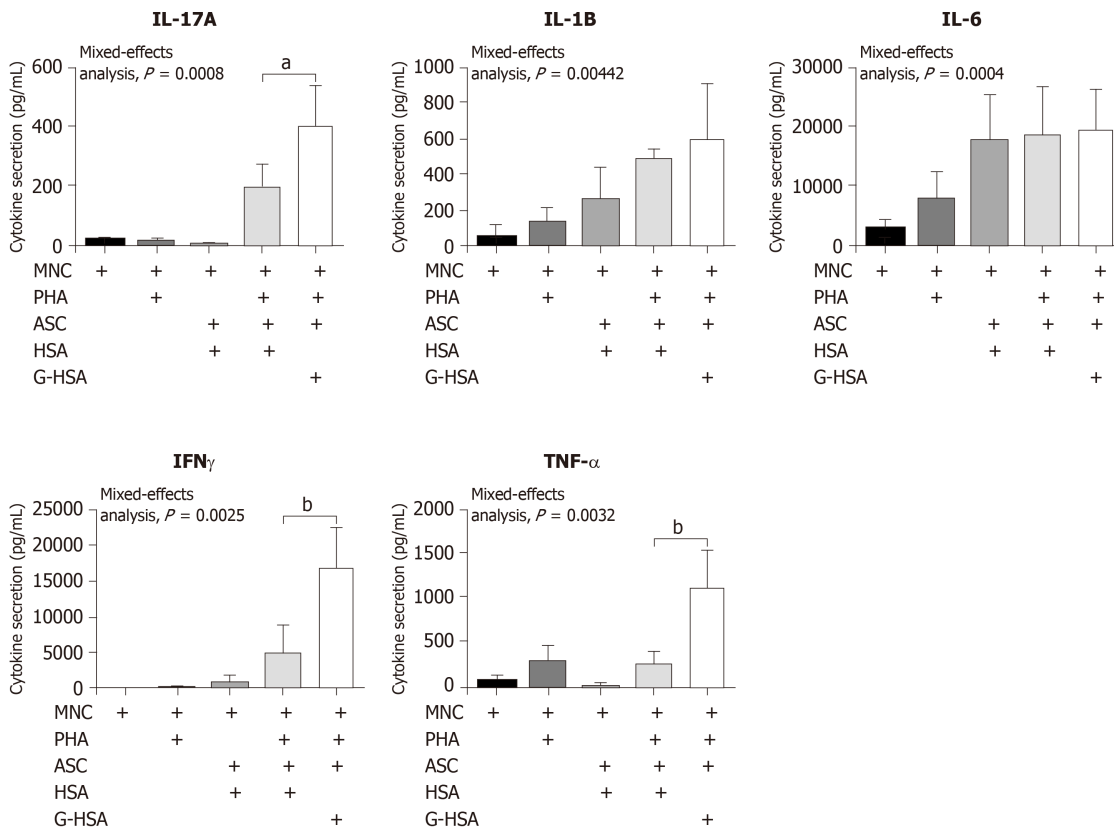 IL-17A
Mixed-effects
analysis, P = 0.0008
a
Cytokine secretion (pg/mL)
600
400
200
0
MNC + + + + +
PHA + + +
ASC + + +
HSA + +
G-HSA +
IL-1B
Mixed-effects
analysis, P = 0.00442
Cytokine secretion (pg/mL)
1000
800
600
400
200
0
MNC + + + + +
PHA + + +
ASC + + +
HSA + +
G-HSA +
IL-6
Mixed-effects
analysis, P = 0.0004
Cytokine secretion (pg/mL)
30000
20000
10000
0
MNC + + + + +
PHA + + +
ASC + + +
HSA + +
G-HSA +
IFNγ
Mixed-effects
analysis, P = 0.0025
b
Cytokine secretion (pg/mL)
25000
20000
15000
10000
5000
0
MNC + + + + +
PHA + + +
ASC + + +
HSA + +
G-HSA +
TNF-α
Mixed-effects
analysis, P = 0.0032
b
Cytokine secretion (pg/mL)
2000
1500
1000
500
0
MNC + + + + +
PHA + + +
ASC + + +
HSA + +
G-HSA +